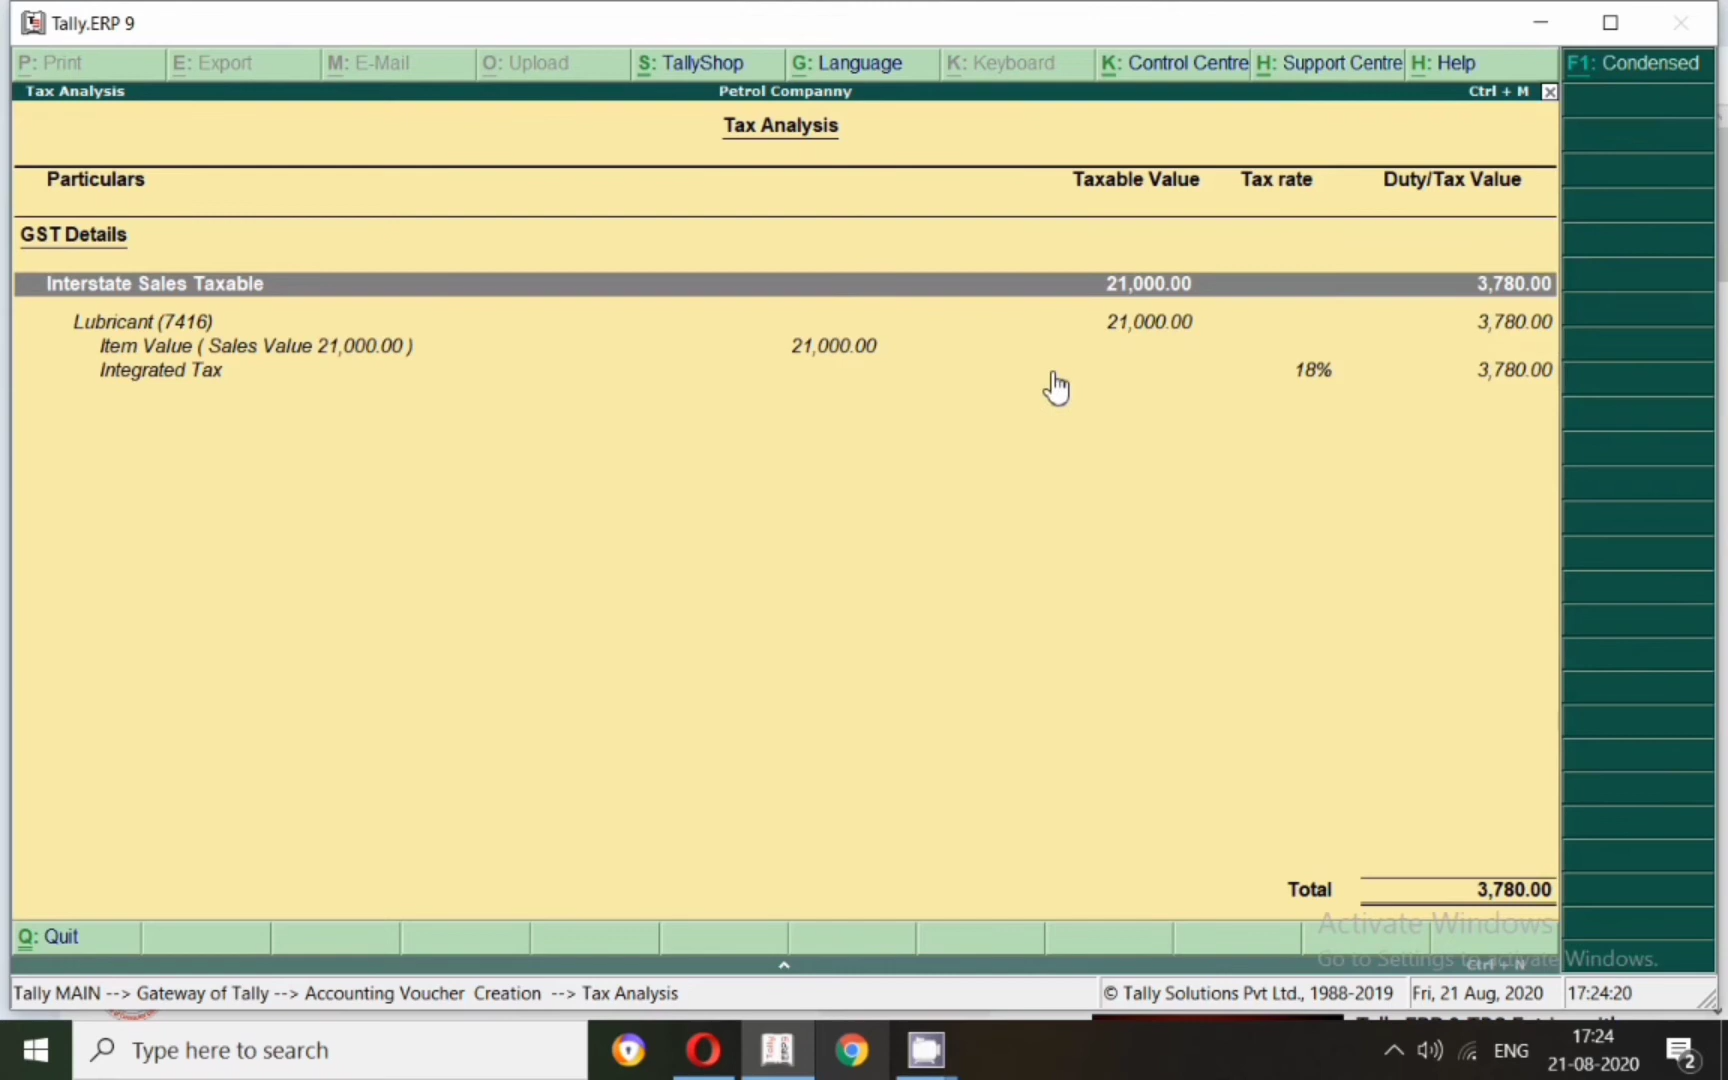 Tally.ERP 9
P: Print E: Export M: E-Mail O: Upload S: TallyShop G: Language K: Keyboard K: Control Centre H: Support Centre H: Help F1: Condensed
Tax Analysis Petrol Companny Ctrl + M
Tax Analysis
Particulars Taxable Value Tax rate Duty/Tax Value
GST Details
Interstate Sales Taxable 21,000.00 3,780.00
Lubricant (7416) 21,000.00 3,780.00
Item Value ( Sales Value 21,000.00 ) 21,000.00
Integrated Tax 18% 3,780.00
Total 3,780.00
Activate Windows
Q: Quit
Go to Settings to activate Windows.
Ctrl + N
Tally MAIN --> Gateway of Tally --> Accounting Voucher Creation --> Tax Analysis © Tally Solutions Pvt Ltd., 1988-2019 Fri, 21 Aug, 2020 17:24:20
Type here to search ENG 17:24
21-08-2020 2